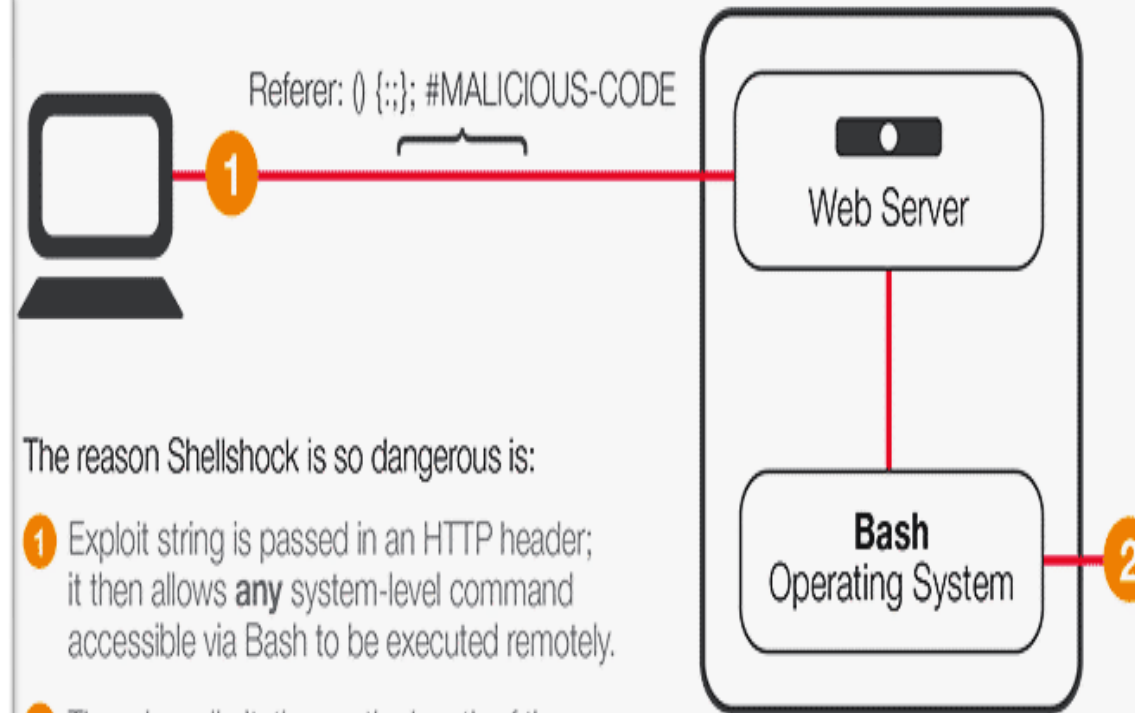 Referer: () {:;}; #MALICIOUS-CODE
1
Web Server
The reason Shellshock is so dangerous is:
1 Exploit string is passed in an HTTP header;
it then allows any system-level command
accessible via Bash to be executed remotely.
Bash
Operating System
2